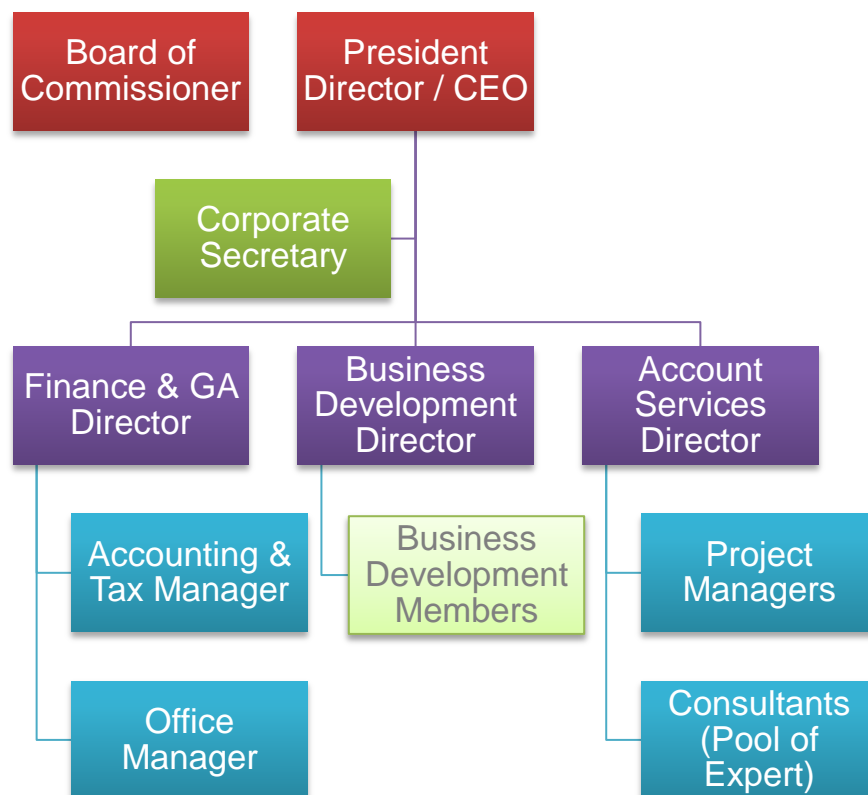 Board of
Commissioner
President
Director / CEO
Corporate
Secretary
Finance & GA
Director
Business
Development
Director
Account
Services
Director
Accounting &
Tax Manager
Business
Development
Members
Project
Managers
Office
Manager
Consultants
(Pool of
Expert)